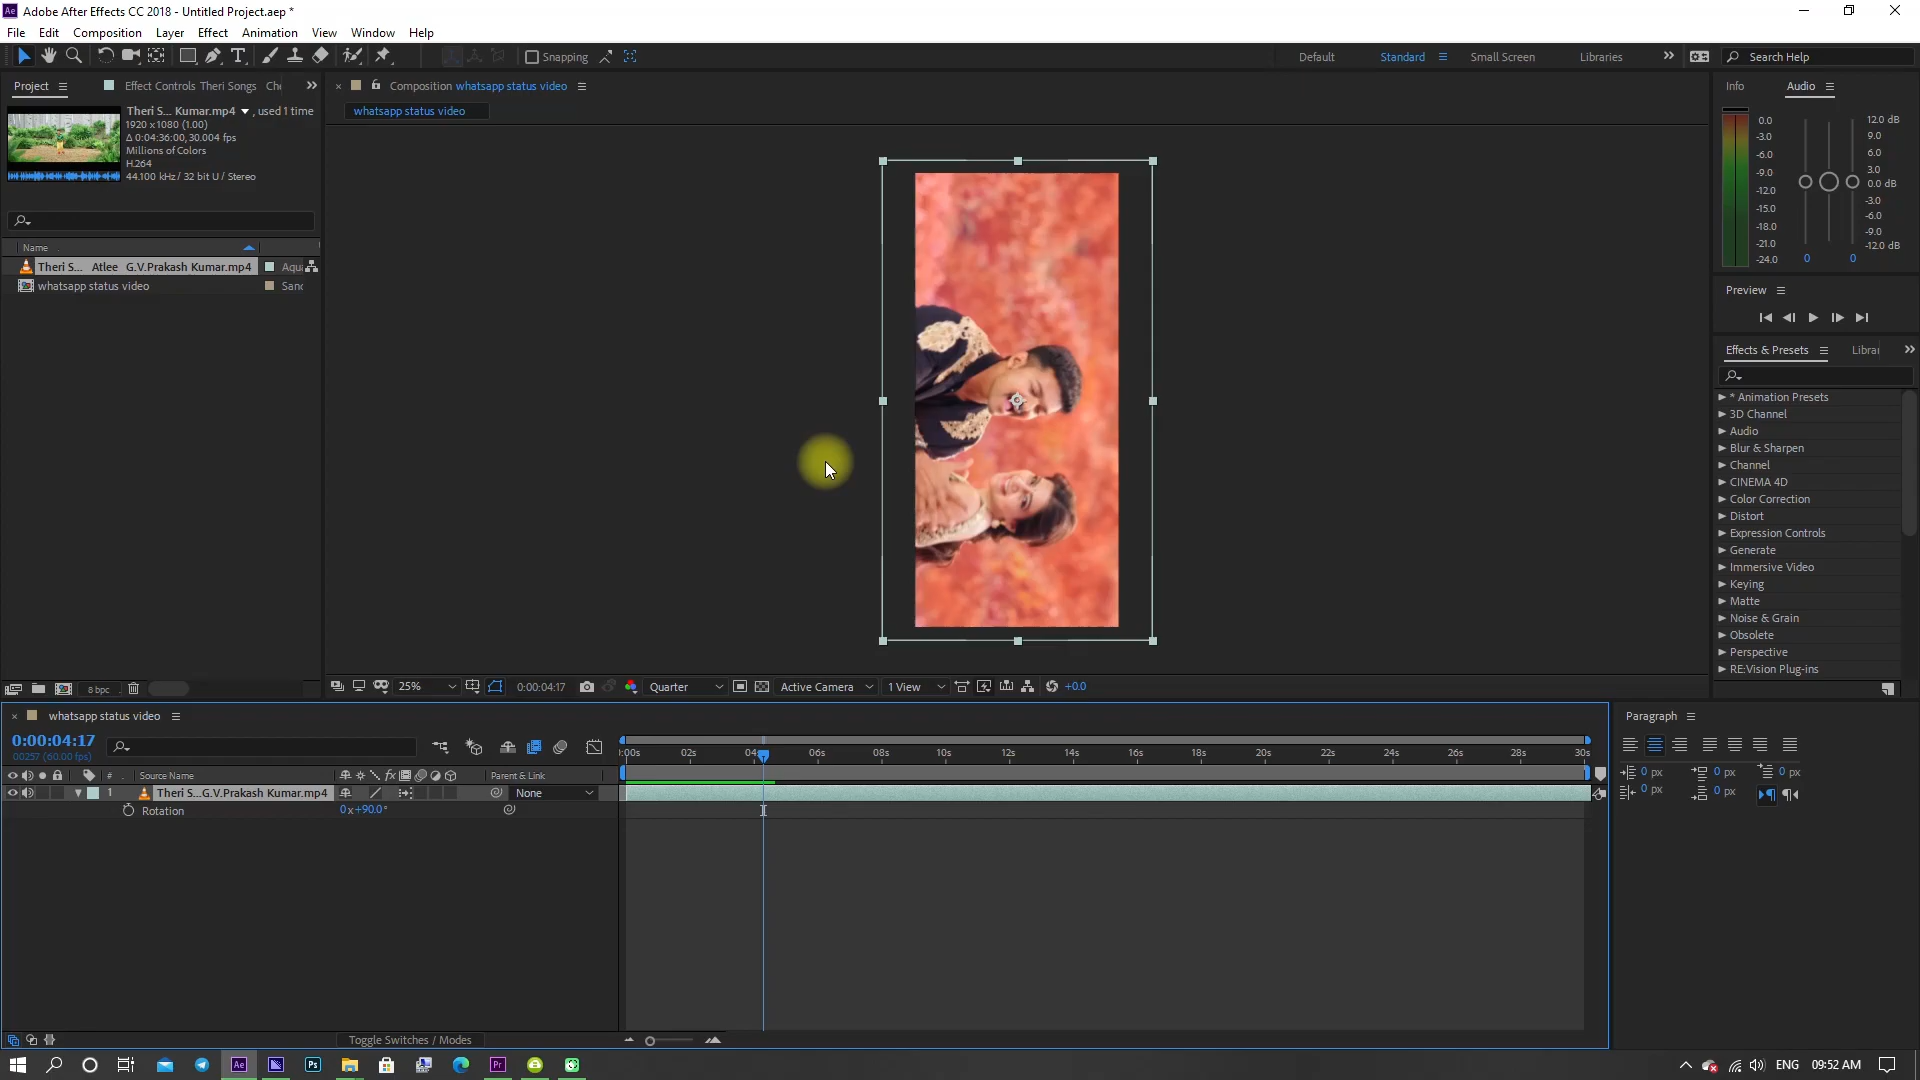 Adobe After Effects CC 2018 - Untitled Project.aep *
File Edit Composition Layer Effect Animation View Window Help
Snapping
Default Standard Small Screen Libraries Search Help
Project Effect Controls Theri Songs Ch
Theri S... Kumar.mp4 , used 1 time
1920 x 1080 (1.00)
Δ 0:04:36:00, 30.004 fps
Millions of Colors
H.264
44.100 kHz / 32 bit U / Stereo
Name
Theri S... Atlee G.V.Prakash Kumar.mp4 Aqu
whatsapp status video Sand
8 bpc
Composition whatsapp status video
whatsapp status video
25% 0:00:04:17 Quarter Active Camera 1 View +0.0
Info Audio
0.0
-3.0
-6.0
-9.0
-12.0
-15.0
-18.0
-21.0
-24.0
12.0 dB
9.0
6.0
3.0
0.0 dB
-3.0
-6.0
-9.0
-12.0 dB
0 0
Preview
Effects & Presets Librar
* Animation Presets
3D Channel
Audio
Blur & Sharpen
Channel
CINEMA 4D
Color Correction
Distort
Expression Controls
Generate
Immersive Video
Keying
Matte
Noise & Grain
Obsolete
Perspective
RE:Vision Plug-ins
whatsapp status video
0:00:04:17
00257 (60.00 fps)
:00s 02s 04s 06s 08s 10s 12s 14s 16s 18s 20s 22s 24s 26s 28s 30s
# Source Name fx Parent & Link
1 Theri S...G.V.Prakash Kumar.mp4 None
Rotation 0x+90.0°
Toggle Switches / Modes
Paragraph
0 px 0 px 0 px
0 px 0 px
Ae Ps Pr
ENG 09:52 AM